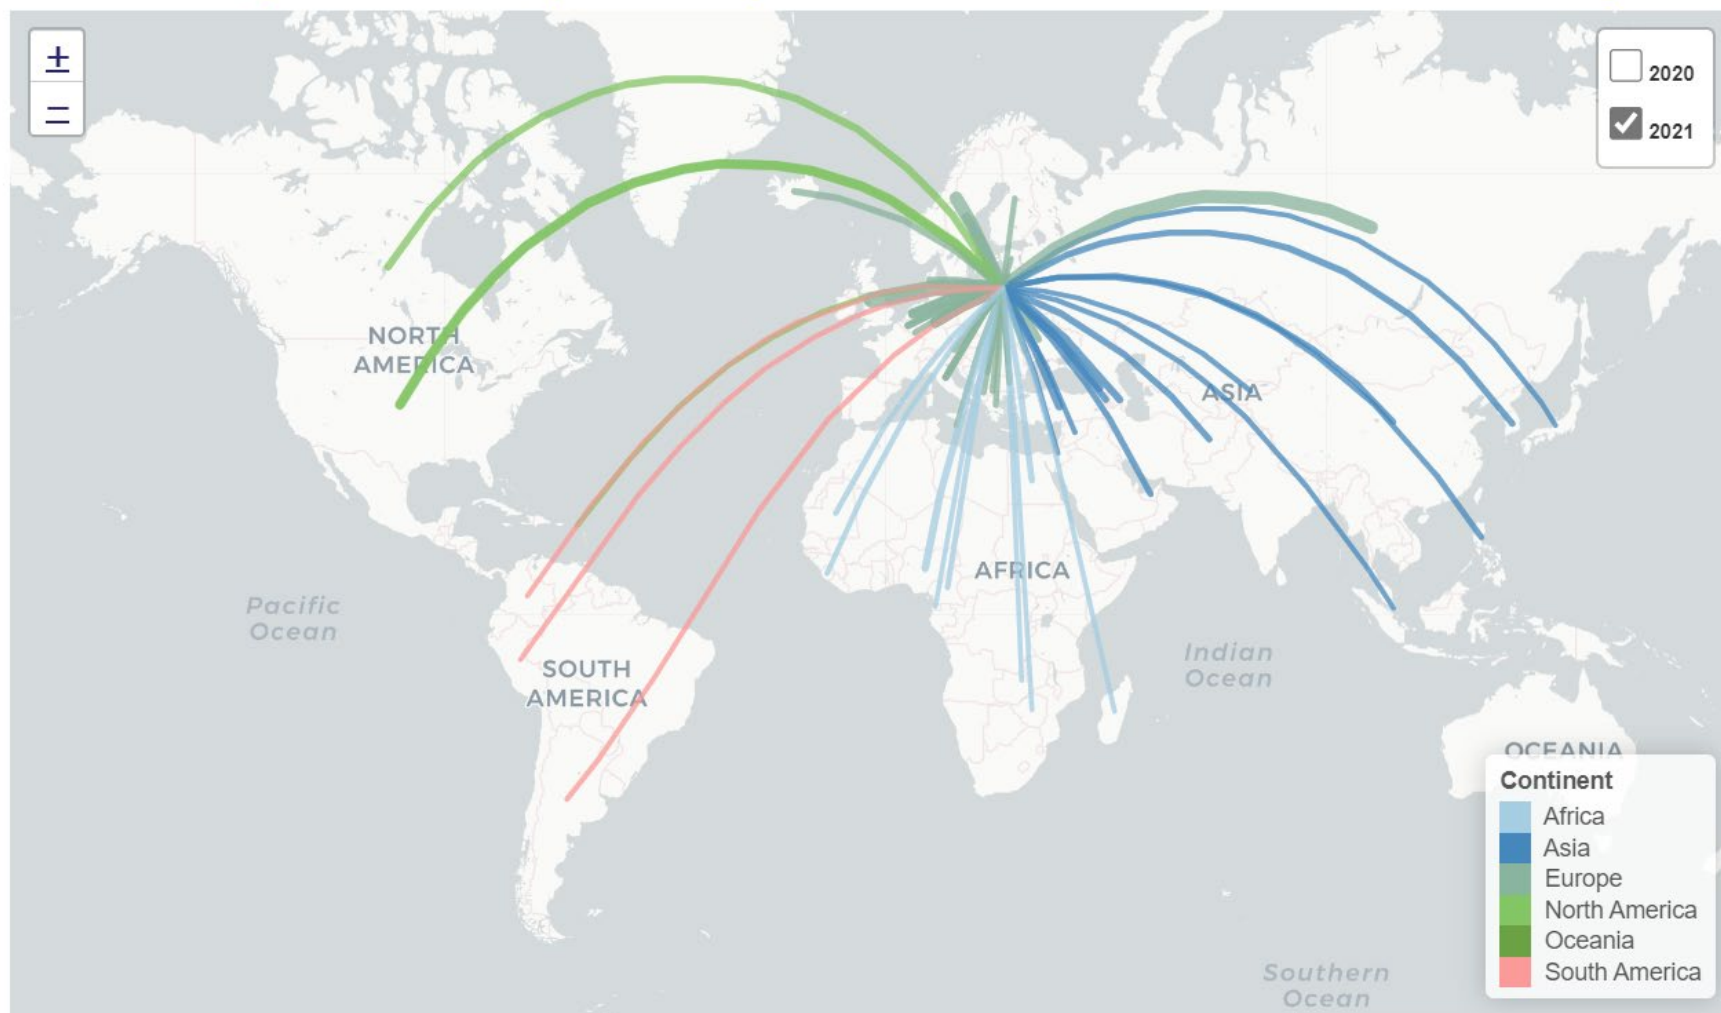 +
−
2020
2021
NORTH
AMERICA
ASIA
Pacific
Ocean
AFRICA
SOUTH
AMERICA
Indian
Ocean
OCEANIA
Continent
Africa
Asia
Europe
North America
Oceania
South America
Southern
Ocean